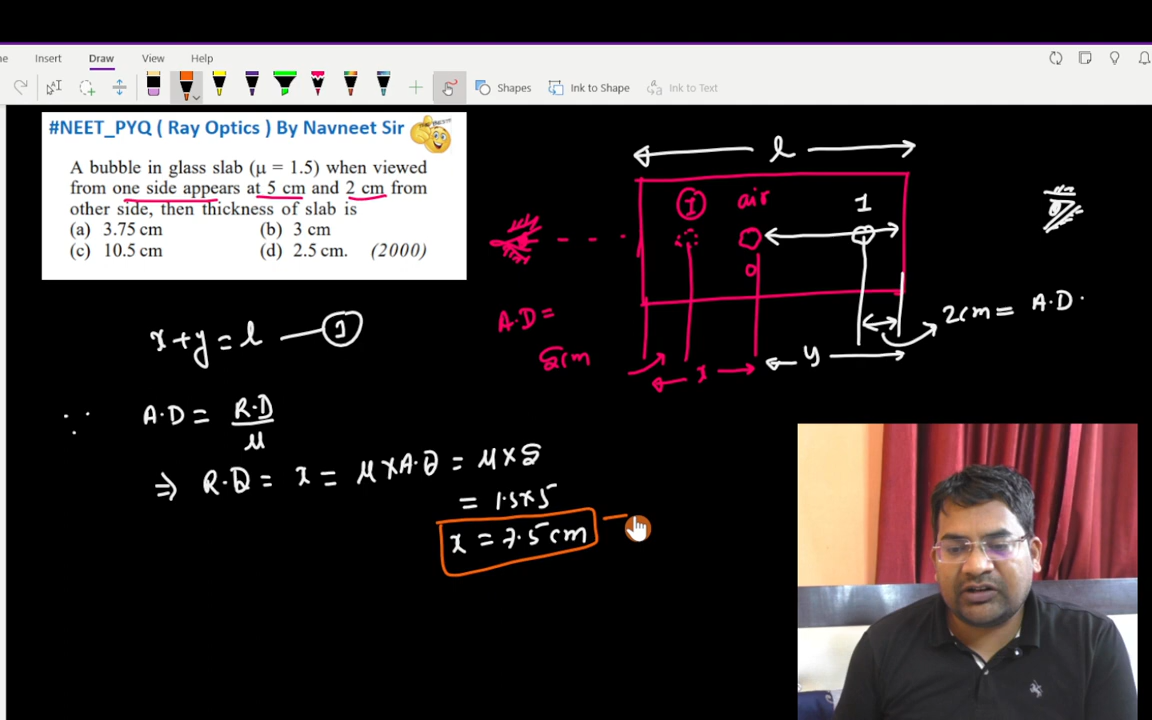 Insert Draw View Help
Shapes Ink to Shape Ink to Text
#NEET_PYQ ( Ray Optics ) By Navneet Sir
A bubble in glass slab (μ = 1.5) when viewed
from one side appears at 5 cm and 2 cm from
other side, then thickness of slab is
(a) 3.75 cm (b) 3 cm
(c) 10.5 cm (d) 2.5 cm. (2000)
l
I air 1
O
A.D =
5cm
x y
2cm = A.D.
x+y = l — 1
∵ A.D = R.D/μ
⇒ R.D = x = μ×A.D = μ×5
= 1.5×5
x = 7.5cm